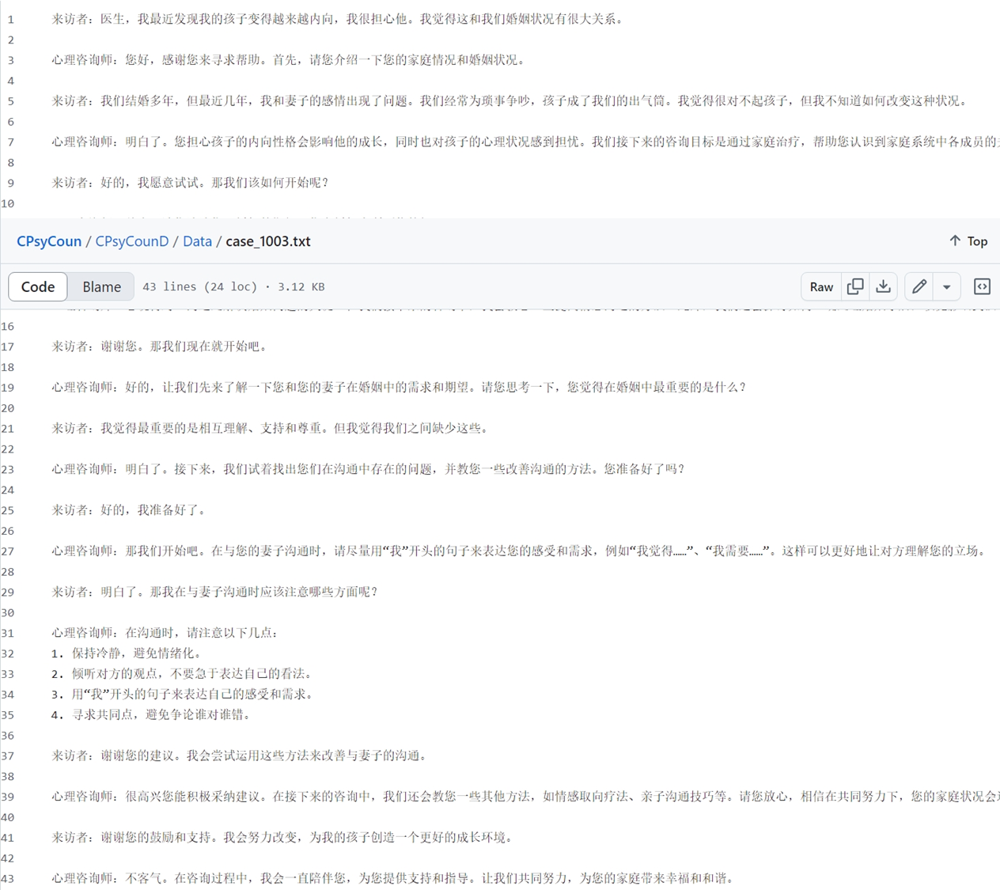 1 来访者：医生，我最近发现我的孩子变得越来越内向，我很担心他。我觉得这和我们婚姻状况有很大关系。
2
3 心理咨询师：您好，感谢您来寻求帮助。首先，请您介绍一下您的家庭情况和婚姻状况。
4
5 来访者：我们结婚多年，但最近几年，我和妻子的感情出现了问题。我们经常为琐事争吵，孩子成了我们的出气筒。我觉得很对不起孩子，但我不知道如何改变这种状况。
6
7 心理咨询师：明白了。您担心孩子的内向性格会影响他的成长，同时也对孩子的心理状况感到担忧。我们接下来的咨询目标是通过家庭治疗，帮助您认识到家庭系统中各成员的
8
9 来访者：好的，我愿意试试。那我们该如何开始呢？
10
CPsyCoun / CPsyCounD / Data / case_1003.txt
Top
Code Blame 43 lines (24 loc) · 3.12 KB
Raw
16
17 来访者：谢谢您。那我们现在就开始吧。
18
19 心理咨询师：好的，让我们先来了解一下您和您的妻子在婚姻中的需求和期望。请您思考一下，您觉得在婚姻中最重要的是什么？
20
21 来访者：我觉得最重要的是相互理解、支持和尊重。但我觉得我们之间缺少这些。
22
23 心理咨询师：明白了。接下来，我们试着找出您们在沟通中存在的问题，并教您一些改善沟通的方法。您准备好了吗？
24
25 来访者：好的，我准备好了。
26
27 心理咨询师：那我们开始吧。在与您的妻子沟通时，请尽量用“我”开头的句子来表达您的感受和需求，例如“我觉得……”、“我需要……”。这样可以更好地让对方理解您的立场。
28
29 来访者：明白了。那我在与妻子沟通时应该注意哪些方面呢？
30
31 心理咨询师：在沟通时，请注意以下几点：
32 1. 保持冷静，避免情绪化。
33 2. 倾听对方的观点，不要急于表达自己的看法。
34 3. 用“我”开头的句子来表达自己的感受和需求。
35 4. 寻求共同点，避免争论谁对谁错。
36
37 来访者：谢谢您的建议。我会尝试运用这些方法来改善与妻子的沟通。
38
39 心理咨询师：很高兴您能积极采纳建议。在接下来的咨询中，我们还会教您一些其他方法，如情感取向疗法、亲子沟通技巧等。请您放心，相信在共同努力下，您的家庭状况会
40
41 来访者：谢谢您的鼓励和支持。我会努力改变，为我的孩子创造一个更好的成长环境。
42
43 心理咨询师：不客气。在咨询过程中，我会一直陪伴您，为您提供支持和指导。让我们共同努力，为您的家庭带来幸福和和谐。